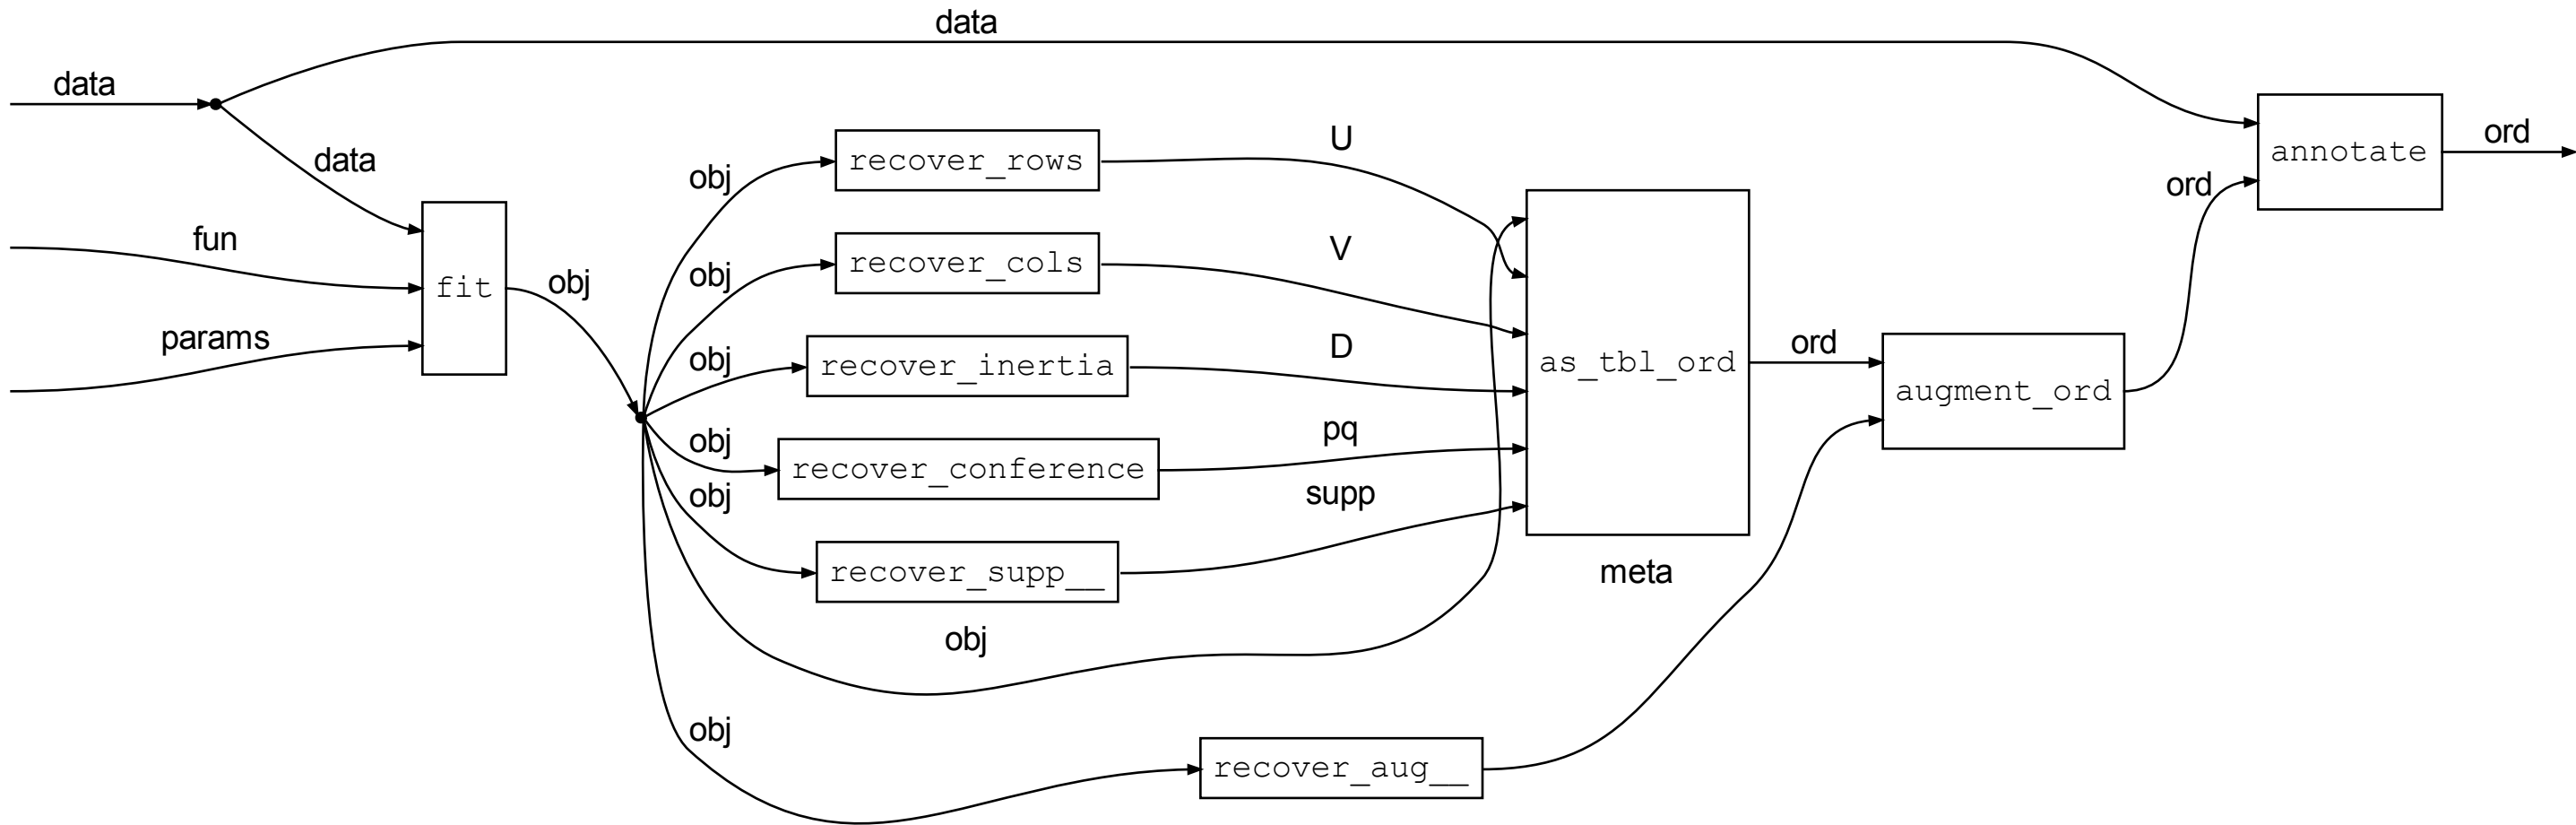 data
data
data
fun
params
fit
obj
obj
recover_rows
U
obj
recover_cols
V
obj
recover_inertia
D
obj
recover_conference
pq
obj
recover_supp__
supp
obj
obj
recover_aug__
as_tbl_ord
meta
ord
augment_ord
ord
annotate
ord